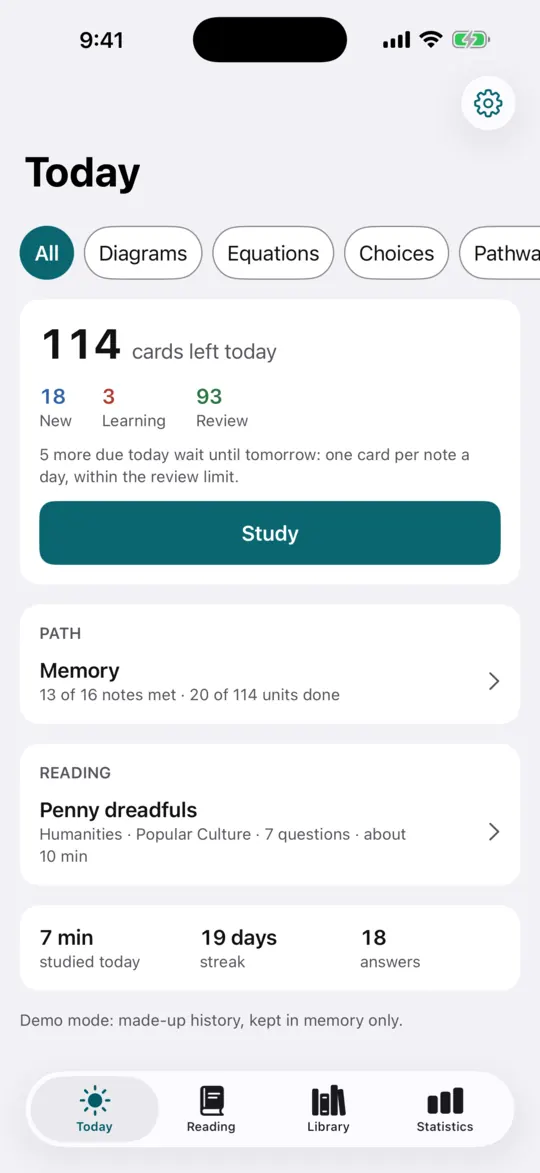 9:41
Today
All
Diagrams
Equations
Choices
Pathwa
114 cards left today
18
3
93
New
Learning
Review
5 more due today wait until tomorrow: one card per note a
day, within the review limit.
Study
PATH
Memory
13 of 16 notes met · 20 of 114 units done
READING
Penny dreadfuls
Humanities · Popular Culture · 7 questions · about
10 min
7 min
19 days
18
studied today
streak
answers
Demo mode: made-up history, kept in memory only.
Today
Reading
Library
Statistics